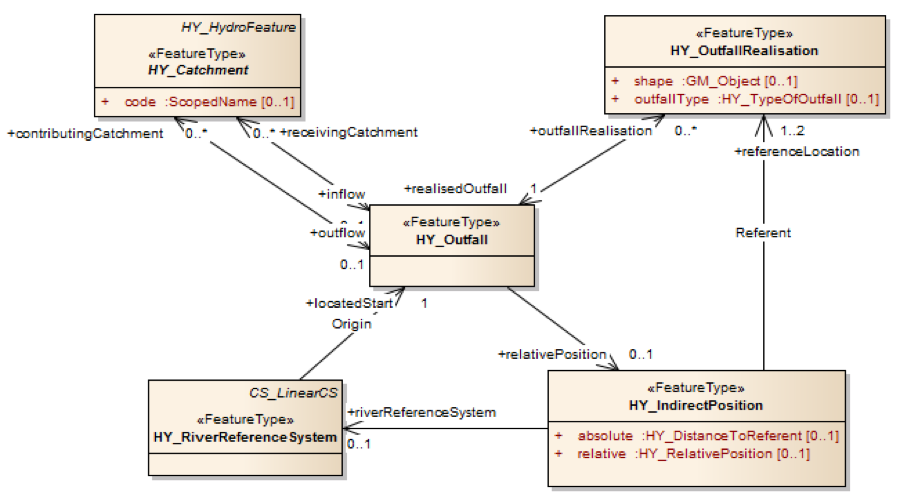 HY_HydroFeature
«FeatureType»
HY_Catchment
+ code :ScopedName [0..1]
«FeatureType»
HY_OutfallRealisation
+ shape :GM_Object [0..1]
+ outfallType :HY_TypeOfOutfall [0..1]
+contributingCatchment 0..* 0..* +receivingCatchment
+outfallRealisation 0..* 1..2
+referenceLocation
+inflow +realisedOutfall 1
0..1
+outflow
«FeatureType»
HY_Outfall
Referent
0..1
+locatedStart 1
Origin
+relativePosition 0..1
CS_LinearCS
«FeatureType»
HY_RiverReferenceSystem
+riverReferenceSystem
0..1
«FeatureType»
HY_IndirectPosition
+ absolute :HY_DistanceToReferent [0..1]
+ relative :HY_RelativePosition [0..1]